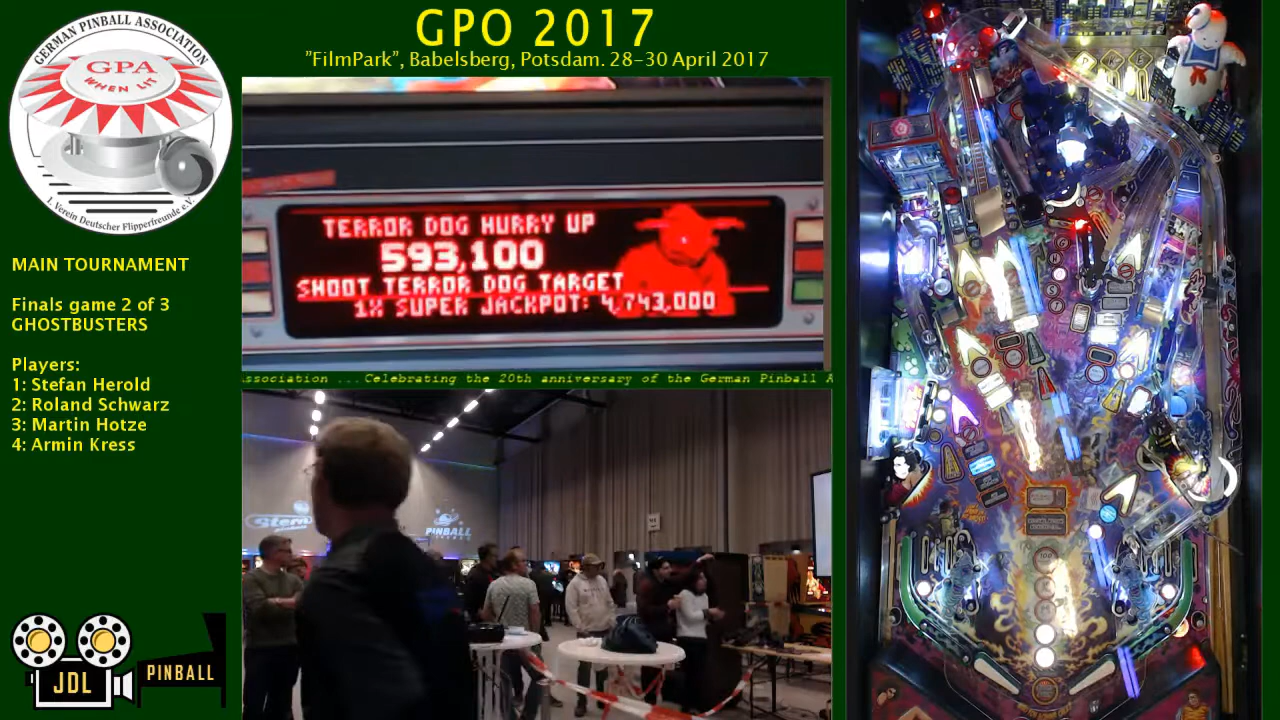 GERMAN PINBALL ASSOCIATION
GPA
WHEN LIT
1. Verein Deutscher Flipperfreunde e.V.
GPO 2017
"FilmPark", Babelsberg, Potsdam. 28-30 April 2017
MAIN TOURNAMENT
Finals game 2 of 3
GHOSTBUSTERS
Players:
1: Stefan Herold
2: Roland Schwarz
3: Martin Hotze
4: Armin Kress
TERROR DOG HURRY UP
593,100
SHOOT TERROR DOG TARGET
1X SUPER JACKPOT: 4,743,000
ssociation ... Celebrating the 20th anniversary of the German Pinball A
Stern
PINBALL
JDL
PINBALL